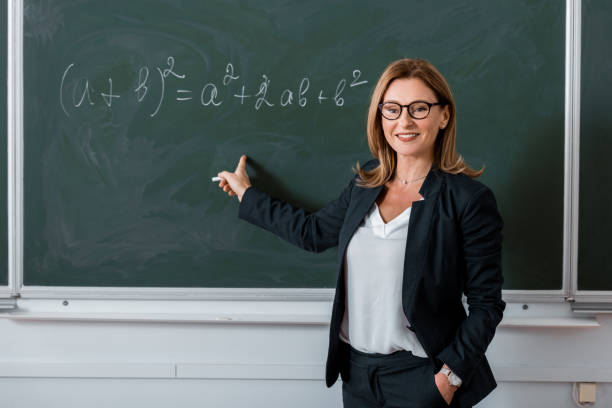 (a + b)² = a² + 2ab + b²